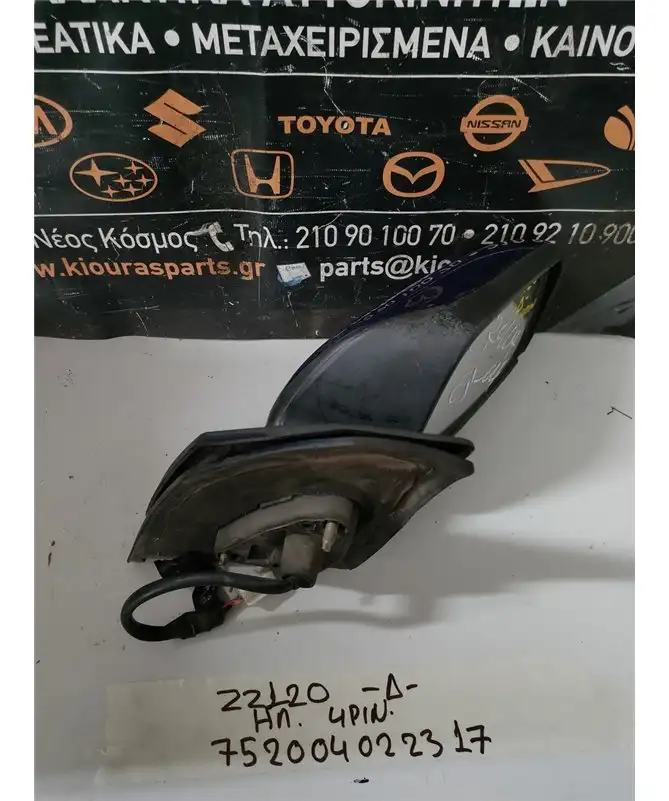 ΕΑΤΙΚΑ • ΜΕΤΑΧΕΙΡΙΣΜΕΝΑ • ΚΑΙΝΟ
TOYOTA
NISSAN
Νέος Κόσμος Τηλ.: 210 90 100 70 • 210 92 10 900
w.kiourasparts.gr parts@kio
ZZ120 -Δ-
ΗΛ. 4PIN.
752004022317